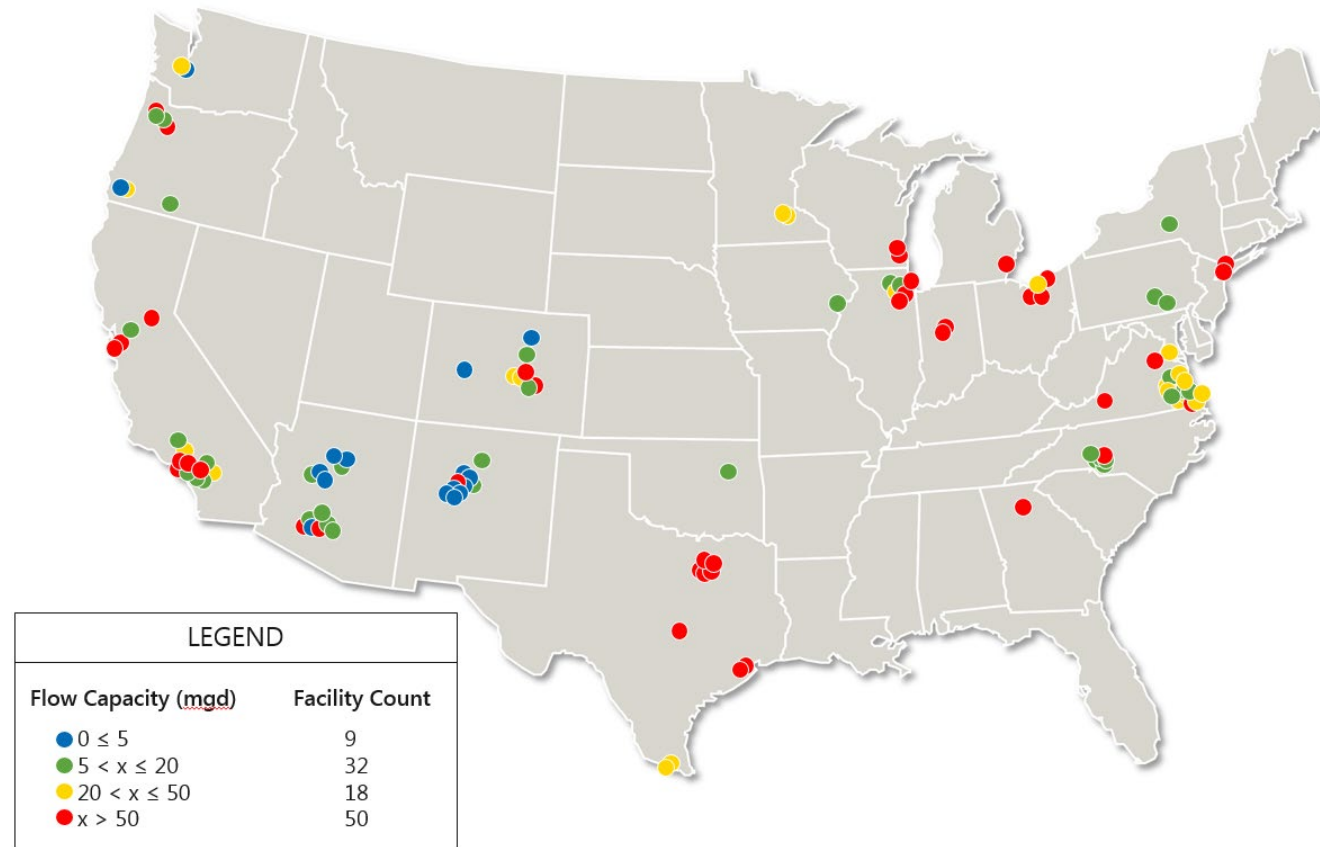 LEGEND
Flow Capacity (mgd) Facility Count
0 ≤ 5 9
5 < x ≤ 20 32
20 < x ≤ 50 18
x > 50 50